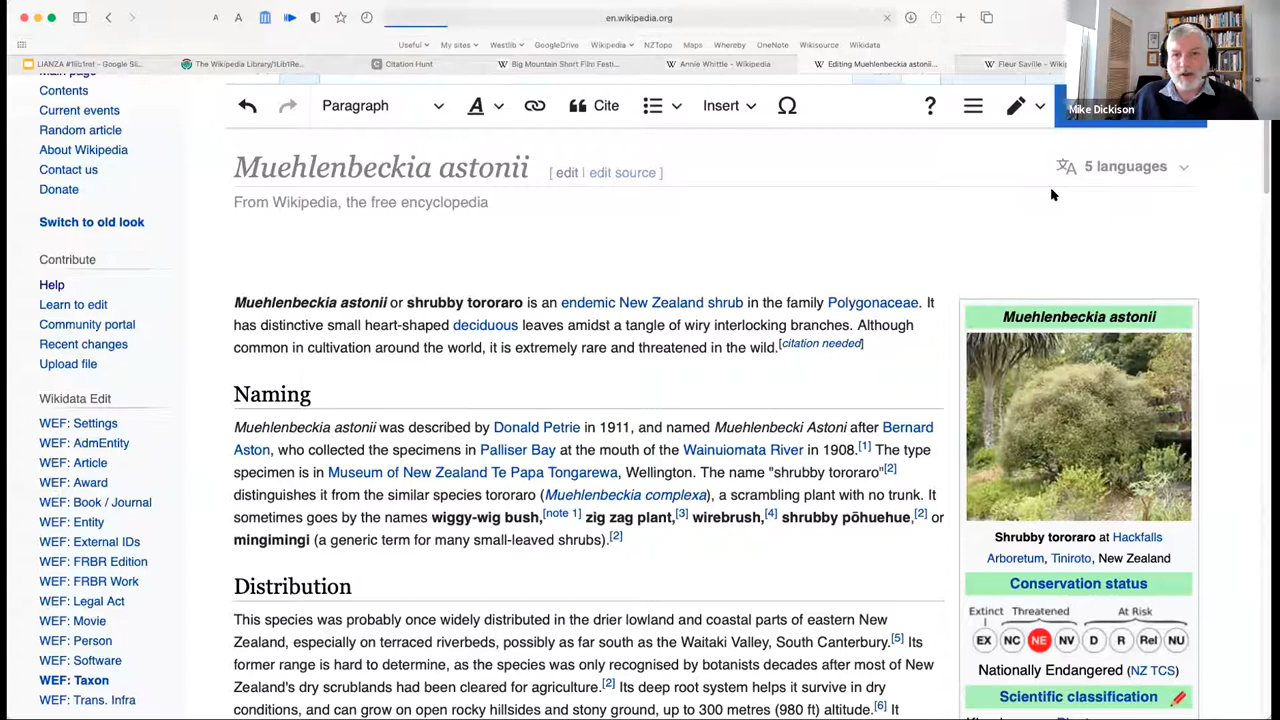 en.wikipedia.org
Useful My sites Westlib GoogleDrive Wikipedia NZTopo Maps Whereby OneNote Wikisource Wikidata
LIANZA #1lib1ref - Google Sli... The Wikipedia Library/1Lib1Re... Citation Hunt Big Mountain Short Film Festi... Annie Whittle - Wikipedia Editing Muehlenbeckia astonii... Fleur Saville - Wikip
Mike Dickison
Paragraph A Cite Insert Ω ?
Main page
Contents
Current events
Random article
About Wikipedia
Contact us
Donate
Switch to old look
Contribute
Help
Learn to edit
Community portal
Recent changes
Upload file
Wikidata Edit
WEF: Settings
WEF: AdmEntity
WEF: Article
WEF: Award
WEF: Book / Journal
WEF: Entity
WEF: External IDs
WEF: FRBR Edition
WEF: FRBR Work
WEF: Legal Act
WEF: Movie
WEF: Person
WEF: Software
WEF: Taxon
WEF: Trans. Infra
Muehlenbeckia astonii [ edit | edit source ]
5 languages
From Wikipedia, the free encyclopedia
Muehlenbeckia astonii or shrubby tororaro is an endemic New Zealand shrub in the family Polygonaceae. It
has distinctive small heart-shaped deciduous leaves amidst a tangle of wiry interlocking branches. Although
common in cultivation around the world, it is extremely rare and threatened in the wild.[citation needed]
Naming
Muehlenbeckia astonii was described by Donald Petrie in 1911, and named Muehlenbecki Astoni after Bernard
Aston, who collected the specimens in Palliser Bay at the mouth of the Wainuiomata River in 1908.[1] The type
specimen is in Museum of New Zealand Te Papa Tongarewa, Wellington. The name "shrubby tororaro"[2]
distinguishes it from the similar species tororaro (Muehlenbeckia complexa), a scrambling plant with no trunk. It
sometimes goes by the names wiggy-wig bush,[note 1] zig zag plant,[3] wirebrush,[4] shrubby pōhuehue,[2] or
mingimingi (a generic term for many small-leaved shrubs).[2]
Distribution
This species was probably once widely distributed in the drier lowland and coastal parts of eastern New
Zealand, especially on terraced riverbeds, possibly as far south as the Waitaki Valley, South Canterbury.[5] Its
former range is hard to determine, as the species was only recognised by botanists decades after most of New
Zealand's dry scrublands had been cleared for agriculture.[2] Its deep root system helps it survive in dry
conditions, and can grow on open rocky hillsides and stony ground, up to 300 metres (980 ft) altitude.[6] It
Muehlenbeckia astonii
Shrubby tororaro at Hackfalls
Arboretum, Tiniroto, New Zealand
Conservation status
Extinct Threatened At Risk
EX NC NE NV D R Rel NU
Nationally Endangered (NZ TCS)
Scientific classification